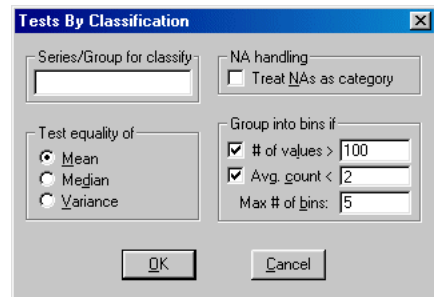 Tests By Classification
Series/Group for classify
NA handling
Treat NAs as category
Test equality of
Mean
Median
Variance
Group into bins if
# of values > 100
Avg. count < 2
Max # of bins: 5
OK
Cancel